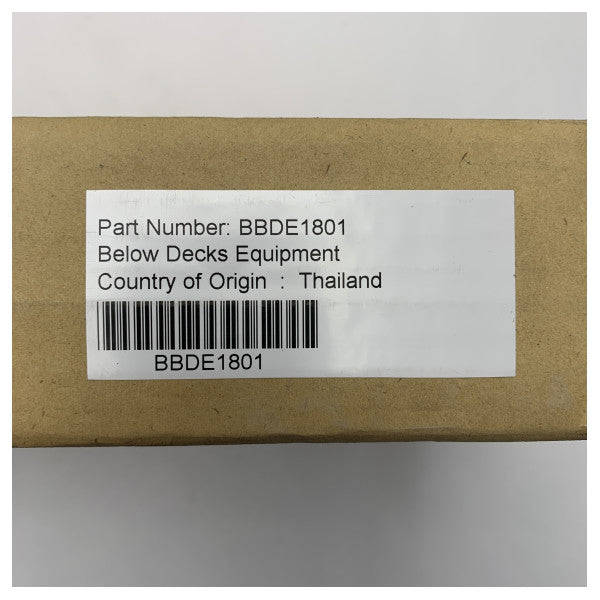 Part Number: BBDE1801
Below Decks Equipment
Country of Origin : Thailand
BBDE1801